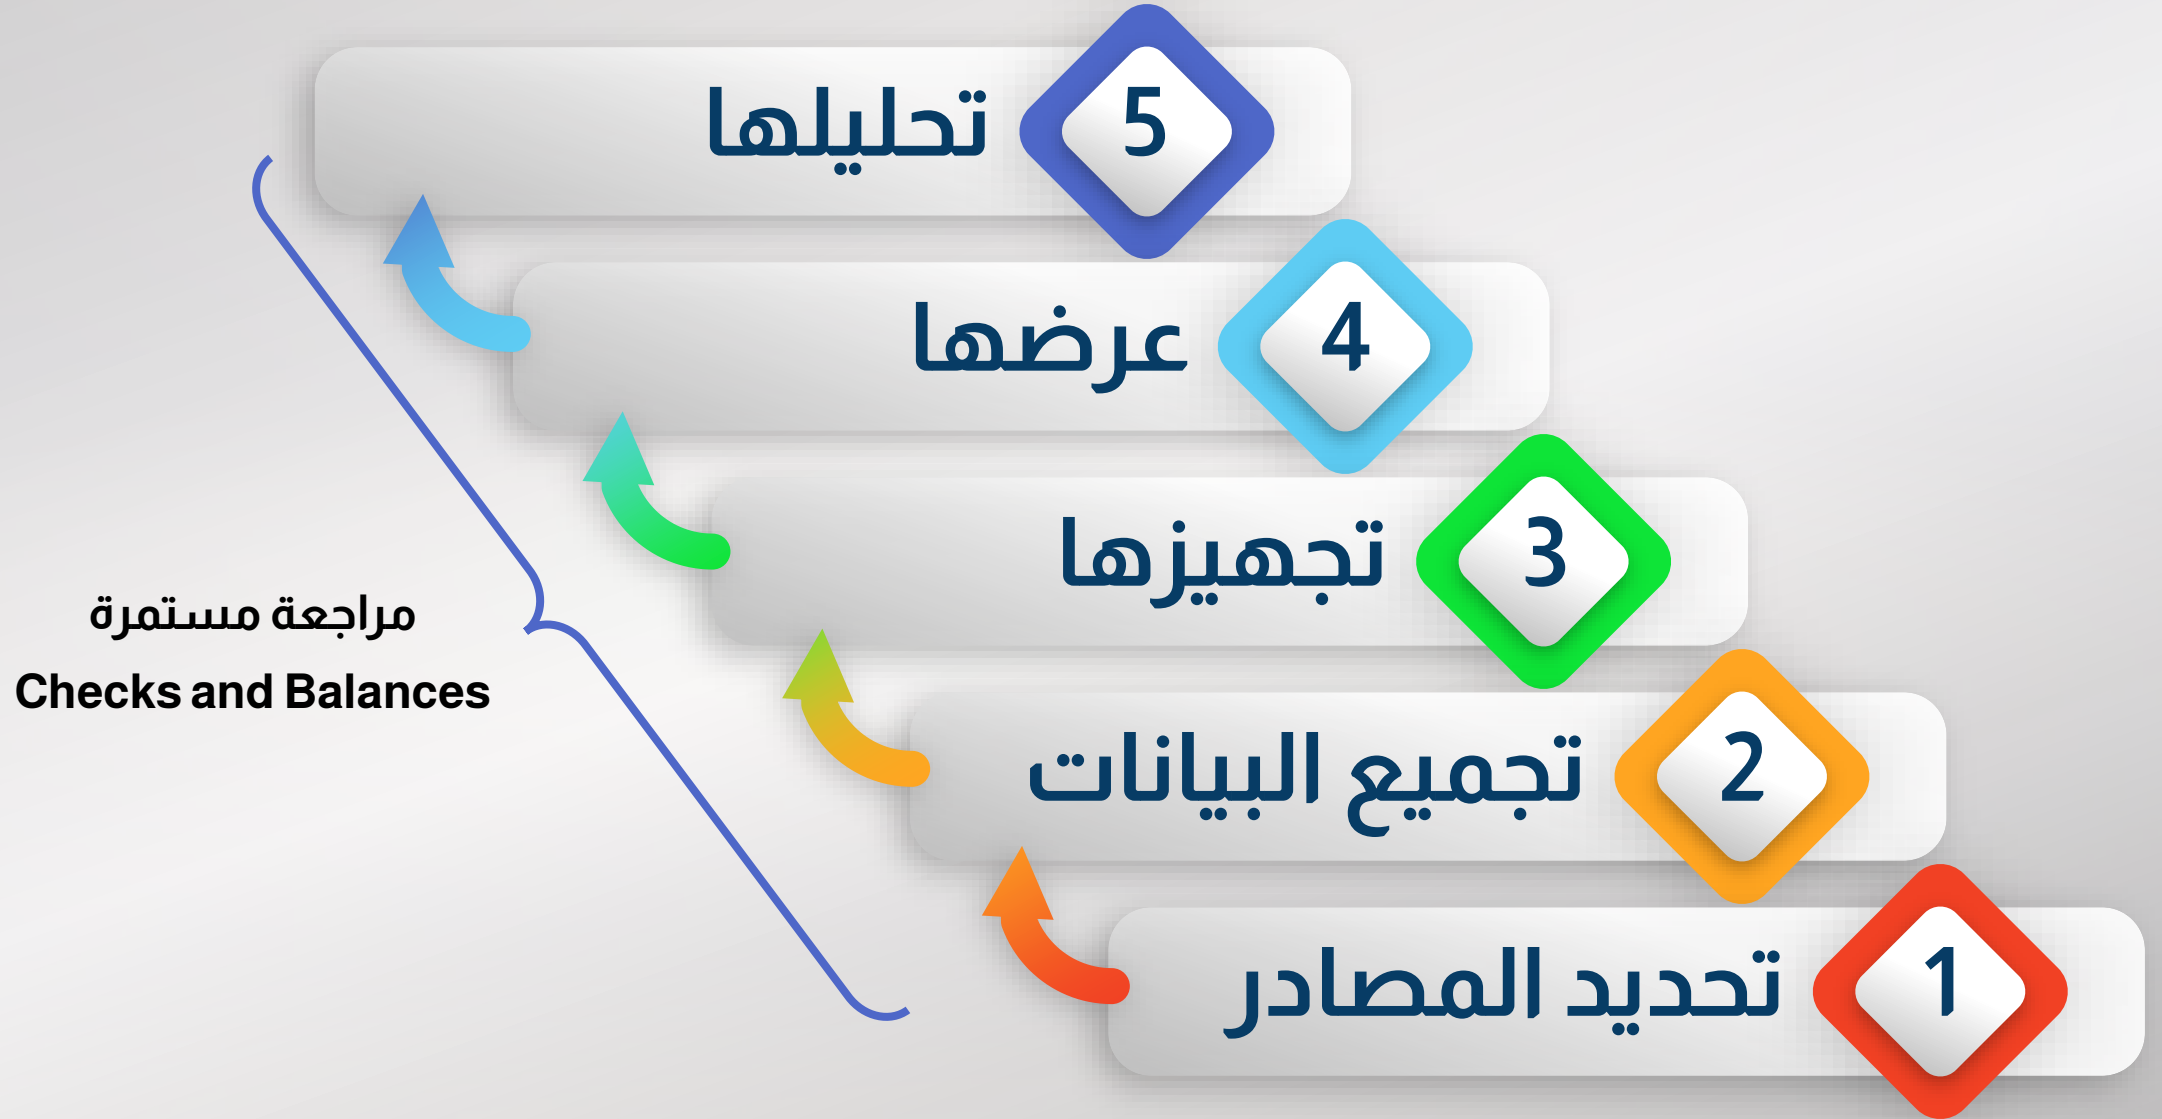 5
تحليلها
4
عرضها
3
تجهيزها
2
تجميع البيانات
1
تحديد المصادر
مراجعة مستمرة
Checks and Balances